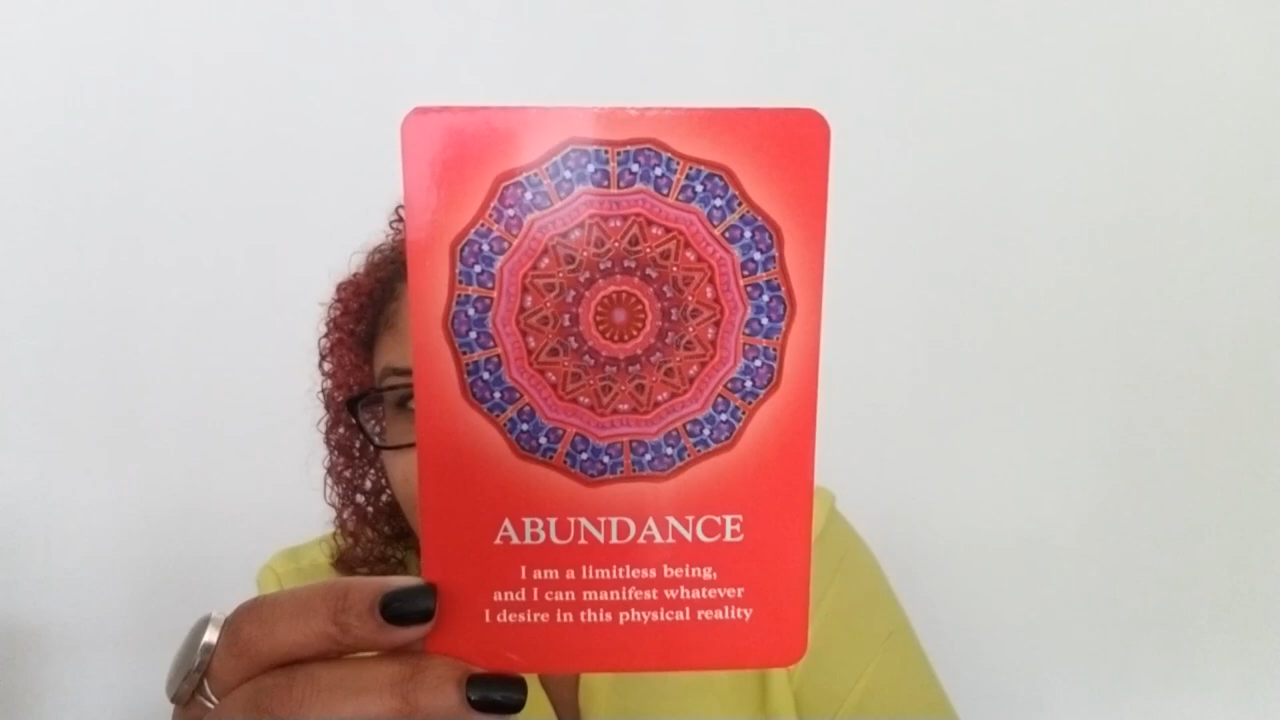 ABUNDANCE
I am a limitless being,
and I can manifest whatever
I desire in this physical reality